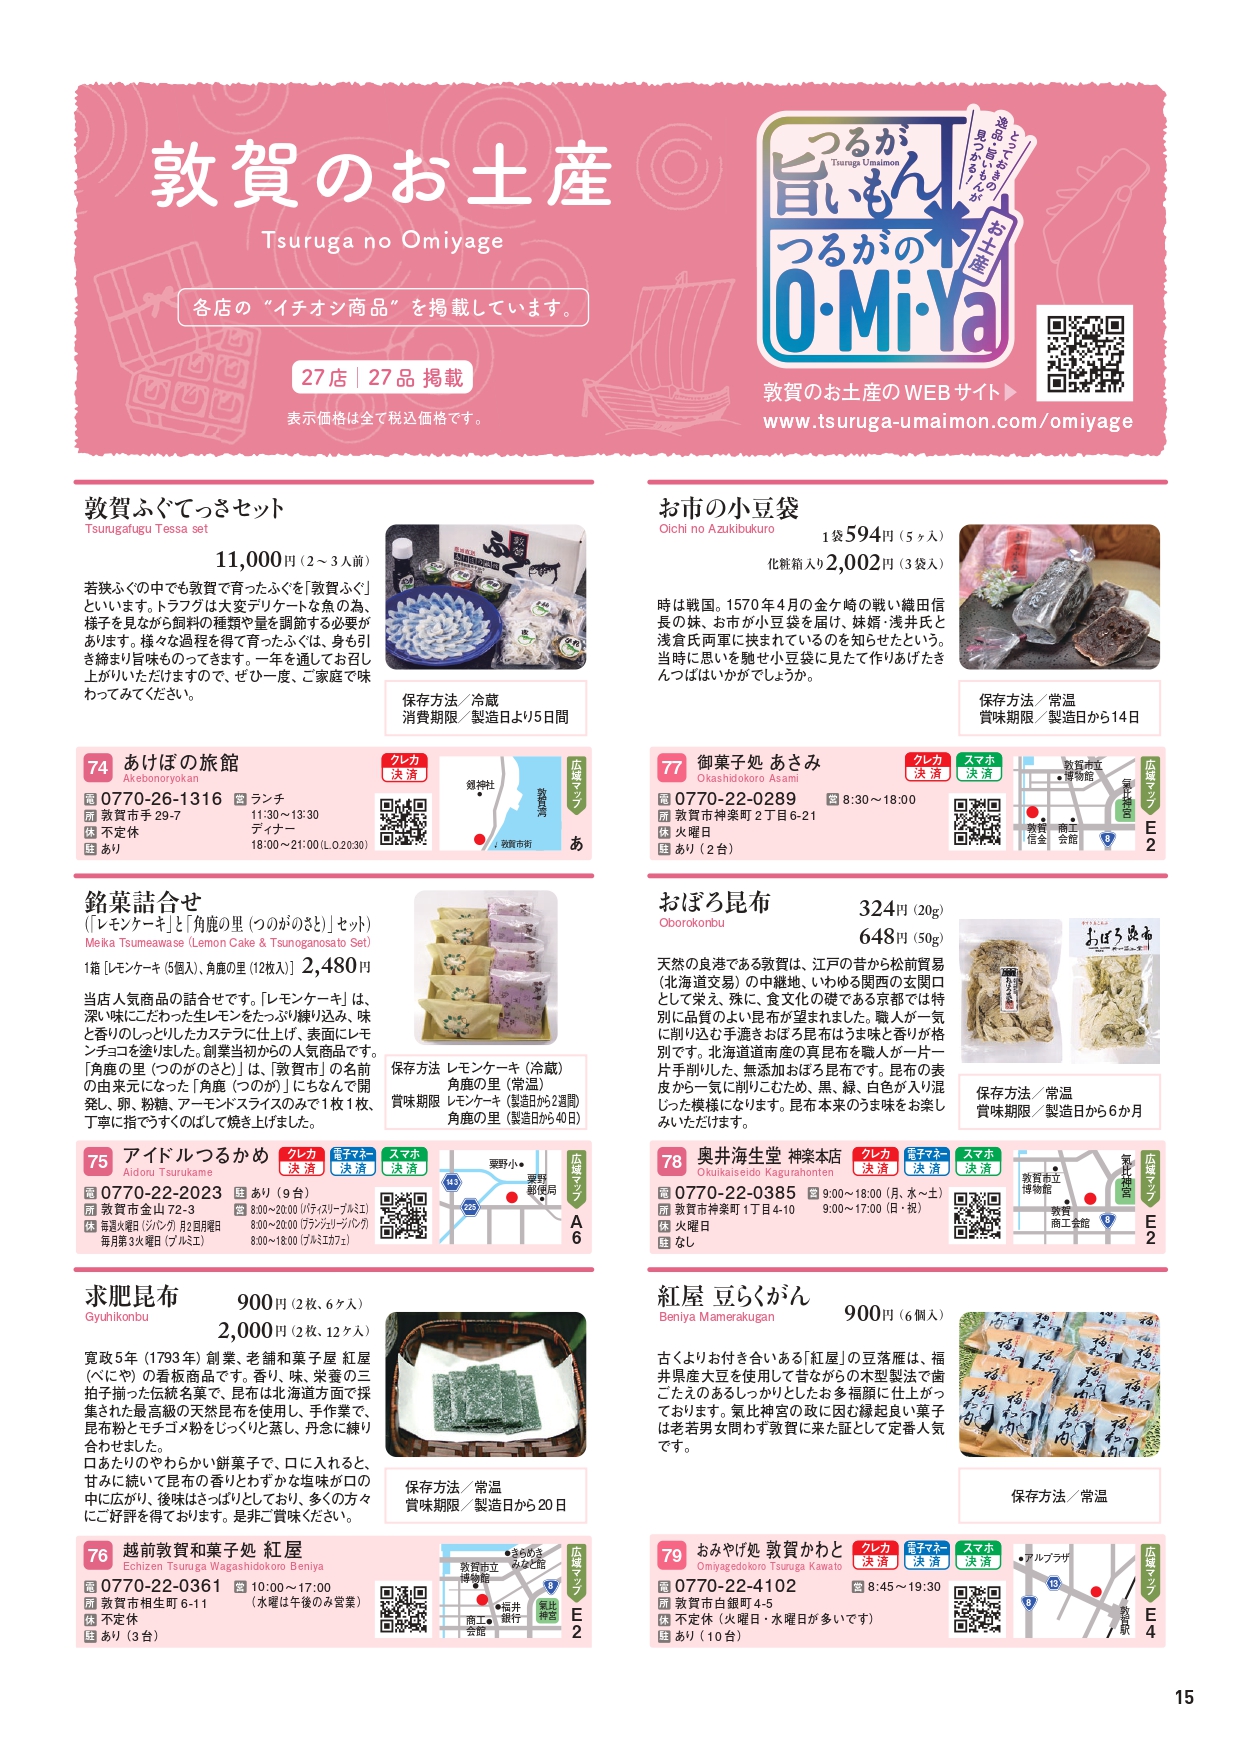 敦賀のお土産
Tsuruga no Omiyage
各店の“イチオシ商品”を掲載しています。
27店｜27品 掲載
表示価格は全て税込価格です。
つるが
Tsuruga Umaimon
旨いもん
つるがの
O・Mi・Ya
お土産
とっておきの
逸品・旨いもんが
見つかる！
敦賀のお土産のWEBサイト▶
www.tsuruga-umaimon.com/omiyage
敦賀ふぐてっさセット
Tsurugafugu Tessa set
11,000円（2～3人前）
若狭ふぐの中でも敦賀で育ったふぐを「敦賀ふぐ」
といいます。トラフグは大変デリケートな魚の為、
様子を見ながら飼料の種類や量を調節する必要が
あります。様々な過程を得て育ったふぐは、身も引
き締まり旨味ものってきます。一年を通してお召し
上がりいただけますので、ぜひ一度、ご家庭で味
わってみてください。
保存方法／冷蔵
消費期限／製造日より5日間
74 あけぼの旅館
Akebonoryokan
クレカ決済
電 0770-26-1316
所 敦賀市手29-7
休 不定休
駐 あり
営 ランチ
11:30～13:30
ディナー
18:00～21:00(L.O.20:30)
剱神社
敦賀湾
敦賀市街
広域マップ
あ
銘菓詰合せ
（「レモンケーキ」と「角鹿の里（つのがのさと）」セット）
Meika Tsumeawase (Lemon Cake & Tsunoganosato Set)
1箱［レモンケーキ（5個入）、角鹿の里（12枚入）］ 2,480円
当店人気商品の詰合せです。「レモンケーキ」は、
深い味にこだわった生レモンをたっぷり練り込み、味
と香りのしっとりしたカステラに仕上げ、表面にレモ
ンチョコを塗りました。創業当初からの人気商品です。
「角鹿の里（つのがのさと）」は、「敦賀市」の名前
の由来元になった「角鹿（つのが）」にちなんで開
発し、卵、粉糖、アーモンドスライスのみで1枚1枚、
丁寧に指でうすくのばして焼き上げました。
保存方法 レモンケーキ（冷蔵）
角鹿の里（常温）
賞味期限 レモンケーキ（製造日から2週間）
角鹿の里（製造日から40日）
75 アイドルつるかめ
Aidoru Tsurukame
クレカ決済
電子マネー決済
スマホ決済
電 0770-22-2023
所 敦賀市金山72-3
休 毎週火曜日（ジパング）月2回月曜日
毎月第3火曜日（プルミエ）
駐 あり（9台）
営 8:00～20:00（パティスリープルミエ）
8:00～20:00（ブランジェリージパング）
8:00～18:00（プルミエカフェ）
粟野小
粟野郵便局
143
225
広域マップ
A6
求肥昆布
Gyuhikonbu
900円（2枚、6ケ入）
2,000円（2枚、12ケ入）
寛政5年（1793年）創業、老舗和菓子屋 紅屋
（べにや）の看板商品です。香り、味、栄養の三
拍子揃った伝統名菓で、昆布は北海道方面で採
集された最高級の天然昆布を使用し、手作業で、
昆布粉とモチゴメ粉をじっくりと蒸し、丹念に練り
合わせました。
口あたりのやわらかい餅菓子で、口に入れると、
甘みに続いて昆布の香りとわずかな塩味が口の
中に広がり、後味はさっぱりとしており、多くの方々
にご好評を得ております。是非ご賞味ください。
保存方法／常温
賞味期限／製造日から20日
76 越前敦賀和菓子処 紅屋
Echizen Tsuruga Wagashidokoro Beniya
電 0770-22-0361
所 敦賀市相生町6-11
休 不定休
駐 あり（3台）
営 10:00～17:00
（水曜は午後のみ営業）
きらめきみなと館
敦賀市立博物館
福井銀行
商工会館
氣比神宮
8
広域マップ
E2
お市の小豆袋
Oichi no Azukibukuro
1袋594円（5ヶ入）
化粧箱入り2,002円（3袋入）
時は戦国。1570年4月の金ケ崎の戦い織田信
長の妹、お市が小豆袋を届け、妹婿・浅井氏と
浅倉氏両軍に挟まれているのを知らせたという。
当時に思いを馳せ小豆袋に見たて作りあげたき
んつばはいかがでしょうか。
保存方法／常温
賞味期限／製造日から14日
77 御菓子処 あさみ
Okashidokoro Asami
クレカ決済
スマホ決済
電 0770-22-0289
所 敦賀市神楽町2丁目6-21
休 火曜日
駐 あり（2台）
営 8:30～18:00
敦賀市立博物館
氣比神宮
敦賀信金
商工会館
8
広域マップ
E2
おぼろ昆布
Oborokonbu
324円（20g）
648円（50g）
天然の良港である敦賀は、江戸の昔から松前貿易
（北海道交易）の中継地、いわゆる関西の玄関口
として栄え、殊に、食文化の礎である京都では特
別に品質のよい昆布が望まれました。職人が一気
に削り込む手漉きおぼろ昆布はうま味と香りが格
別です。北海道道南産の真昆布を職人が一片一
片手削りした、無添加おぼろ昆布です。昆布の表
皮から一気に削りこむため、黒、緑、白色が入り混
じった模様になります。昆布本来のうま味をお楽し
みいただけます。
おぼろ昆布
保存方法／常温
賞味期限／製造日から6か月
78 奥井海生堂 神楽本店
Okuikaiseido Kagurahonten
クレカ決済
電子マネー決済
スマホ決済
電 0770-22-0385
所 敦賀市神楽町1丁目4-10
休 火曜日
駐 なし
営 9:00～18:00（月、水～土）
9:00～17:00（日・祝）
敦賀市立博物館
氣比神宮
敦賀商工会館
8
広域マップ
E2
紅屋 豆らくがん
Beniya Mamerakugan
900円（6個入）
古くよりお付き合いある「紅屋」の豆落雁は、福
井県産大豆を使用して昔ながらの木型製法で歯
ごたえのあるしっかりとしたお多福顔に仕上がっ
ております。氣比神宮の政に因む縁起良い菓子
は老若男女問わず敦賀に来た証として定番人気
です。
保存方法／常温
79 おみやげ処 敦賀かわと
Omiyagedokoro Tsuruga Kawato
クレカ決済
電子マネー決済
スマホ決済
電 0770-22-4102
所 敦賀市白銀町4-5
休 不定休（火曜日・水曜日が多いです）
駐 あり（10台）
営 8:45～19:30
アルプラザ
13
8
敦賀駅
広域マップ
E4
15